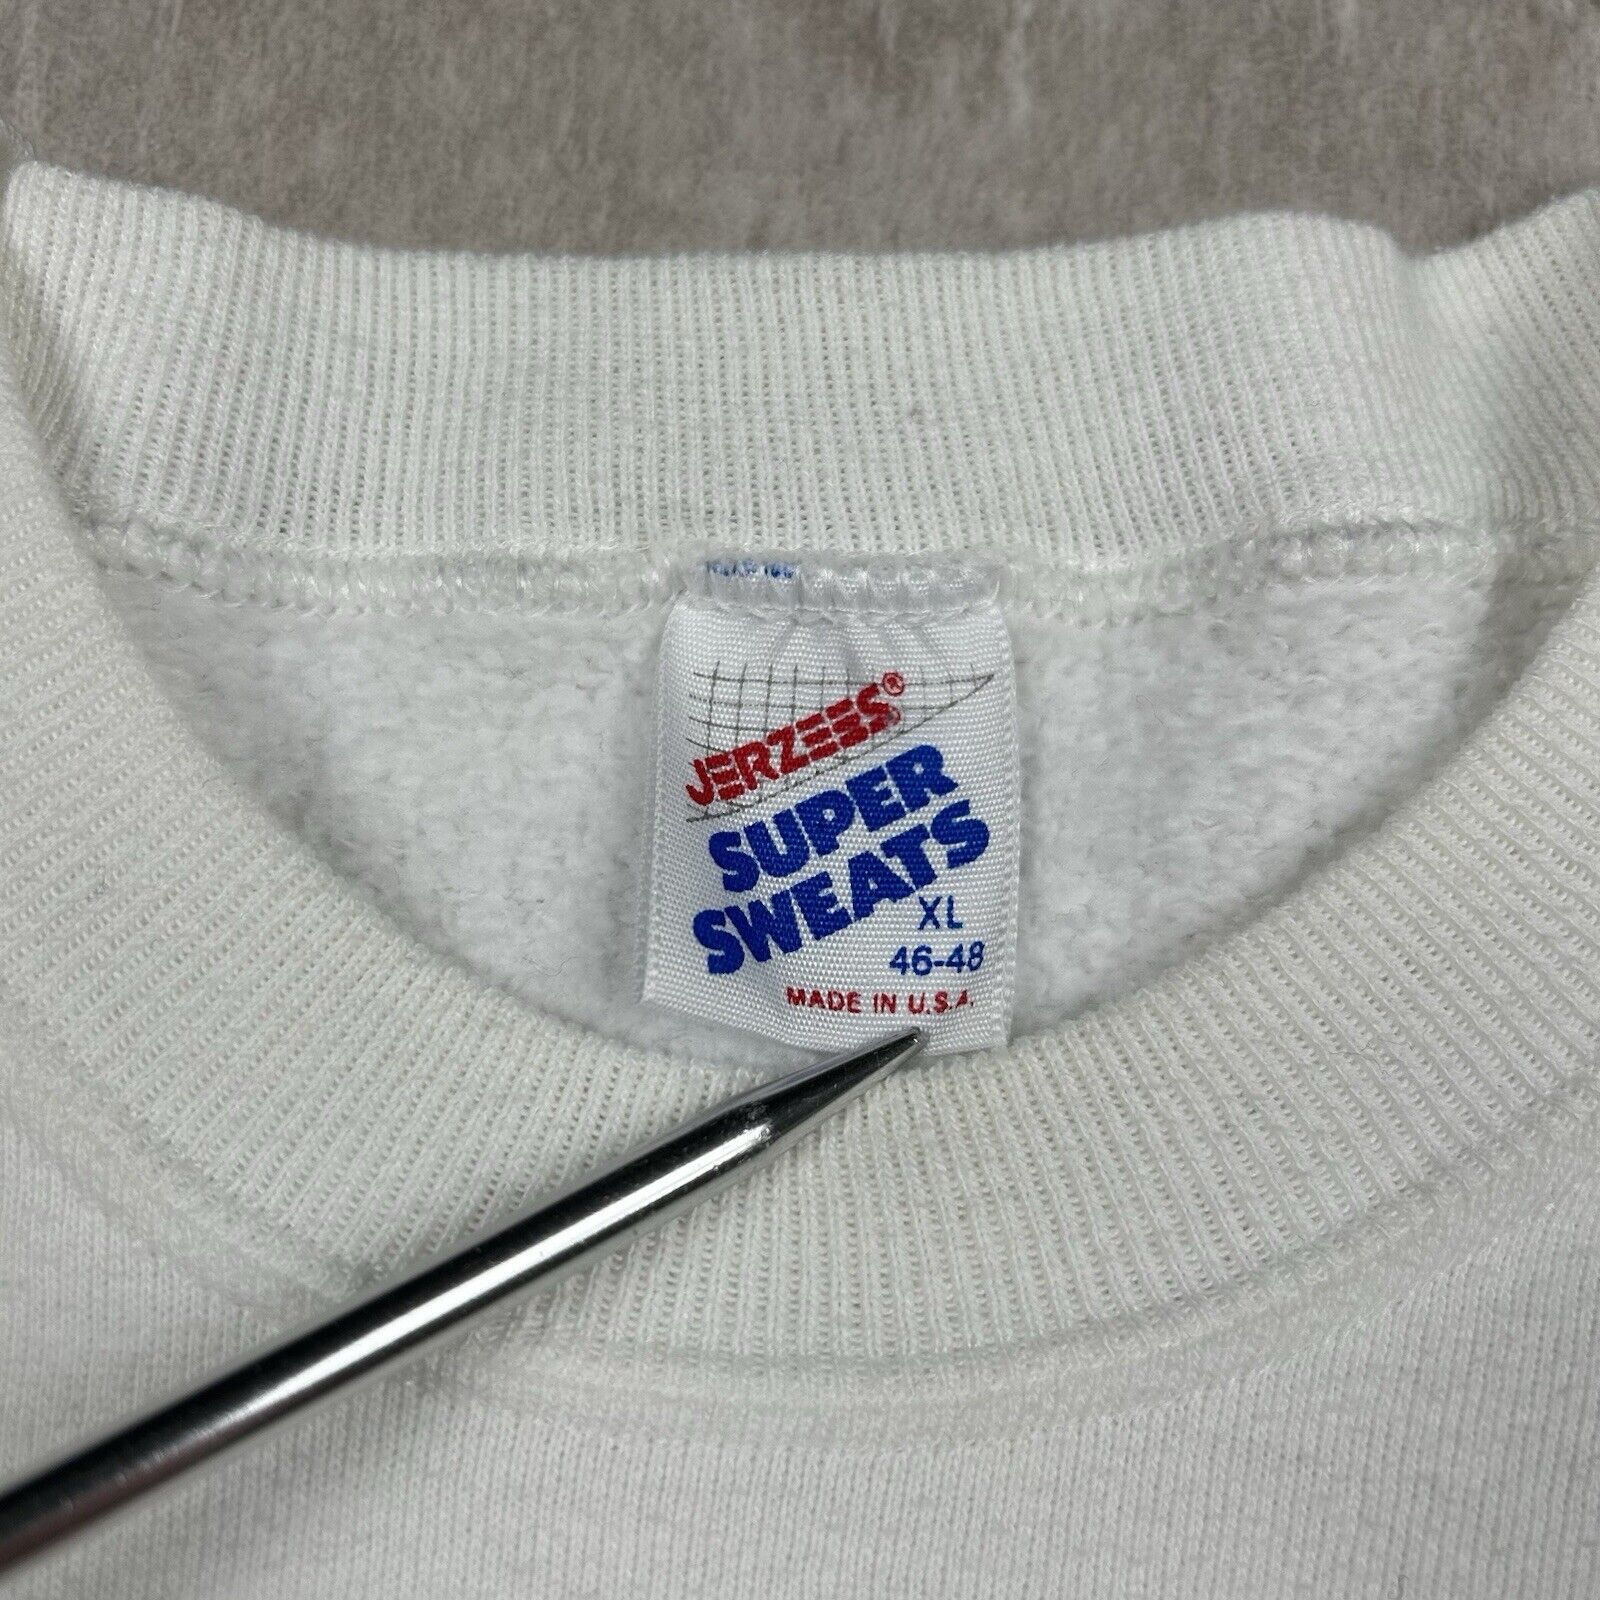 JERZEES®
SUPER
SWEATS
XL
46-48
MADE IN U.S.A.